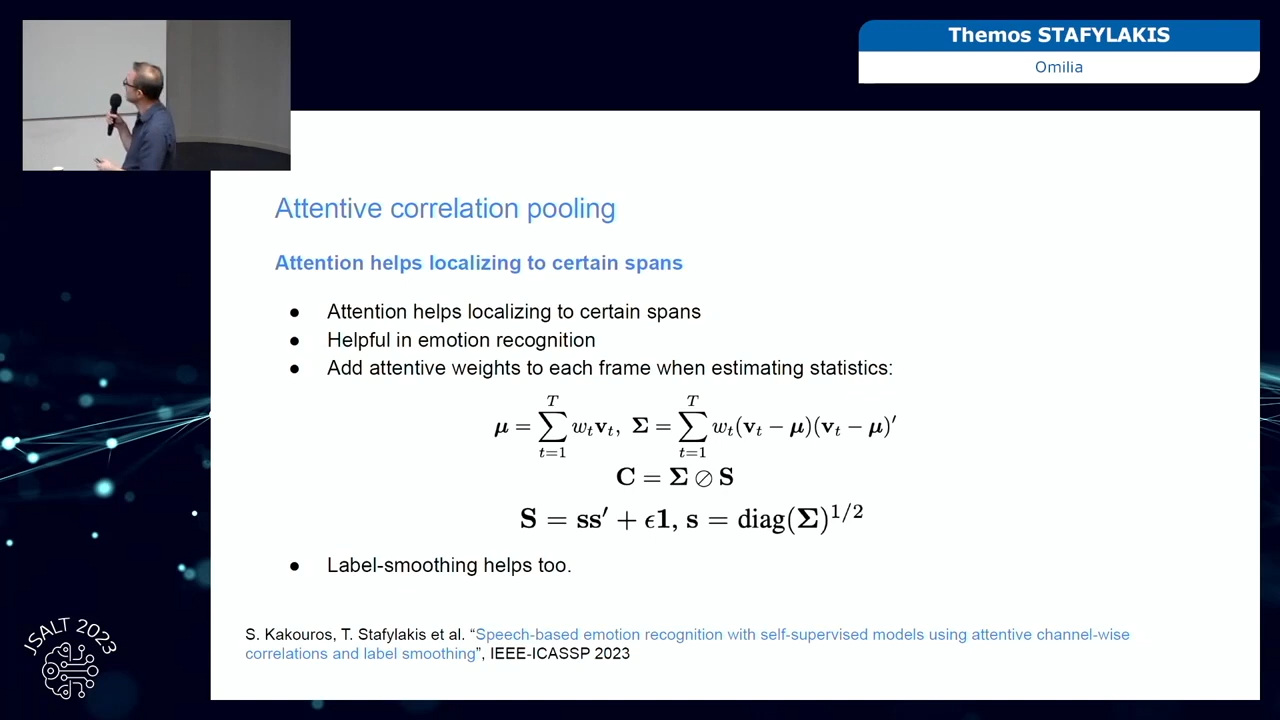 Themos STAFYLAKIS
Omilia
Attentive correlation pooling
Attention helps localizing to certain spans
● Attention helps localizing to certain spans
● Helpful in emotion recognition
● Add attentive weights to each frame when estimating statistics:
μ = ∑_{t=1}^{T} w_t v_t, Σ = ∑_{t=1}^{T} w_t(v_t − μ)(v_t − μ)′
C = Σ ⊘ S
S = ss′ + ϵ1, s = diag(Σ)^{1/2}
● Label-smoothing helps too.
S. Kakouros, T. Stafylakis et al. “Speech-based emotion recognition with self-supervised models using attentive channel-wise
correlations and label smoothing”, IEEE-ICASSP 2023
JSALT 2023